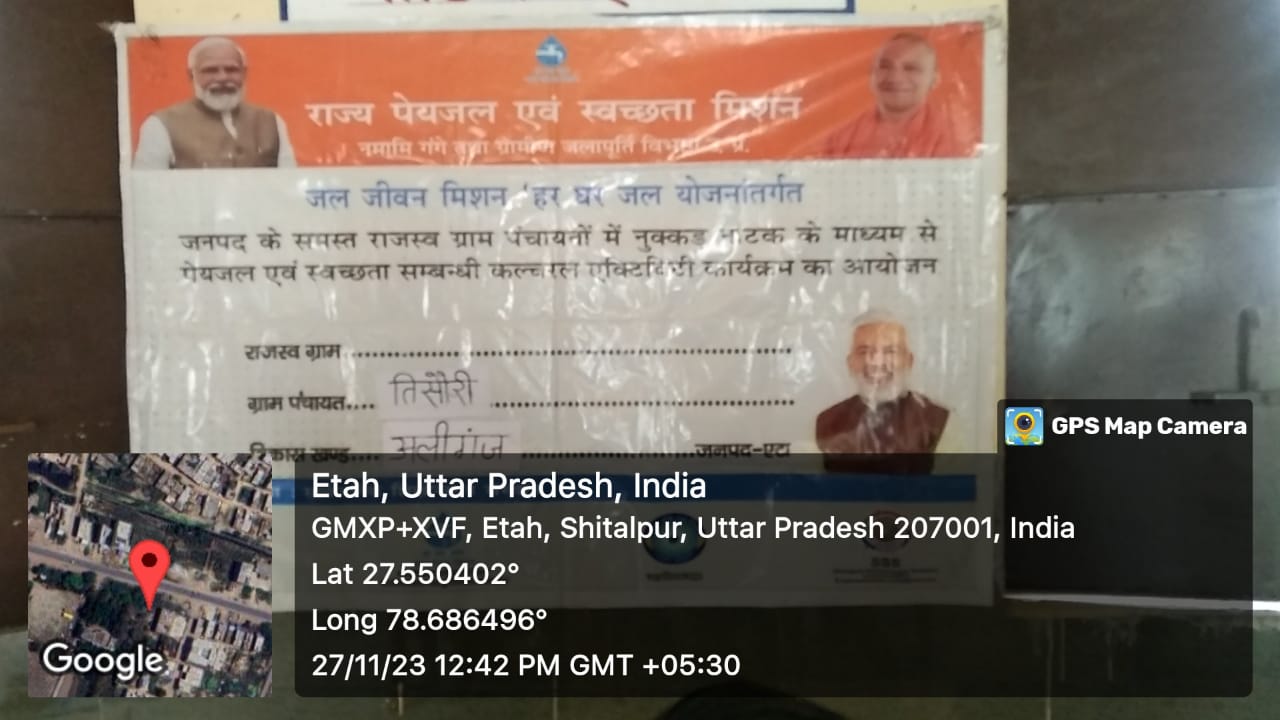 राज्य पेयजल एवं स्वच्छता मिशन
नमामि गंगे तथा ग्रामीण जलापूर्ति विभाग उ. प्र.
जल जीवन मिशन 'हर घर जल योजनांतर्गत
जनपद के समस्त राजस्व ग्राम पंचायतों में नुक्कड़ नाटक के माध्यम से
पेयजल एवं स्वच्छता सम्बन्धी कल्चरल एक्टिविटी कार्यक्रम का आयोजन
राजस्व ग्राम..........................................................
ग्राम पंचायत.... तिसौरी ........................................
विकास खण्ड.... अलीगंज ......................जनपद-एटा
GPS Map Camera
Etah, Uttar Pradesh, India
GMXP+XVF, Etah, Shitalpur, Uttar Pradesh 207001, India
Lat 27.550402°
Long 78.686496°
27/11/23 12:42 PM GMT +05:30
Google